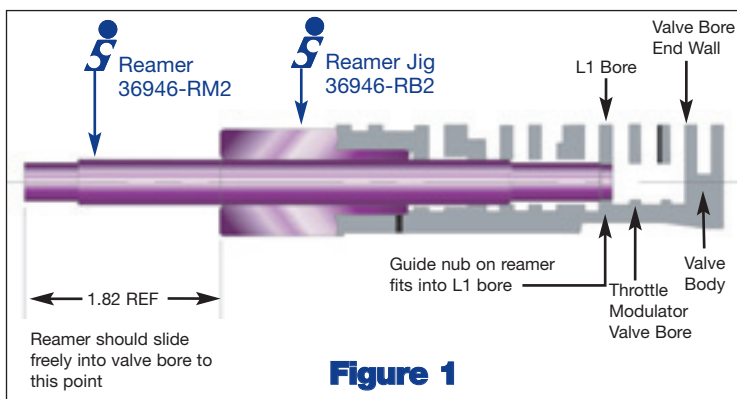 Reamer
36946-RM2
Reamer Jig
36946-RB2
L1 Bore
Valve Bore
End Wall
1.82 REF
Reamer should slide
freely into valve bore to
this point
Guide nub on reamer
fits into L1 bore
Throttle
Modulator
Valve Bore
Valve
Body
Figure 1